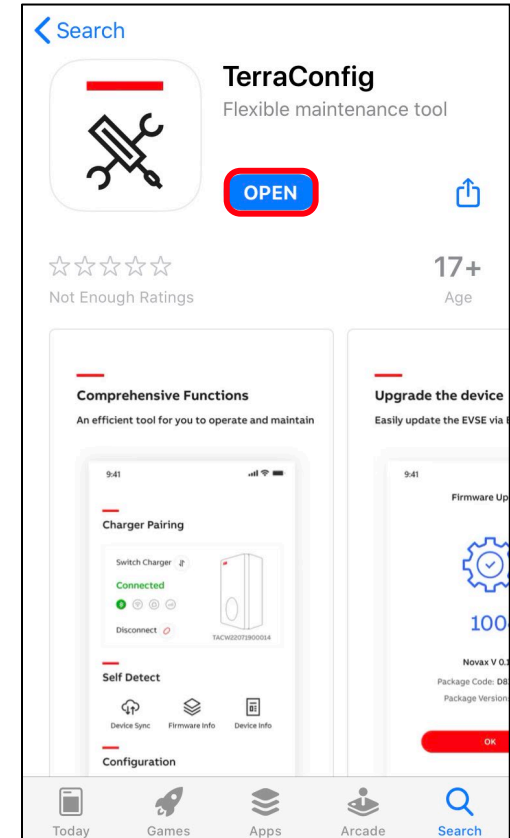 Search
TerraConfig
Flexible maintenance tool
OPEN
17+
Not Enough Ratings
Age
Comprehensive Functions
An efficient tool for you to operate and maintain
9:41
Charger Pairing
Switch Charger
Connected
Disconnect
TACW22071900014
Self Detect
Device Sync
Firmware Info
Device Info
Configuration
Upgrade the device
Easily update the EVSE via
9:41
Firmware Up
100
Novax V 0.1
Package Code: D8
Package Version
OK
Today
Games
Apps
Arcade
Search